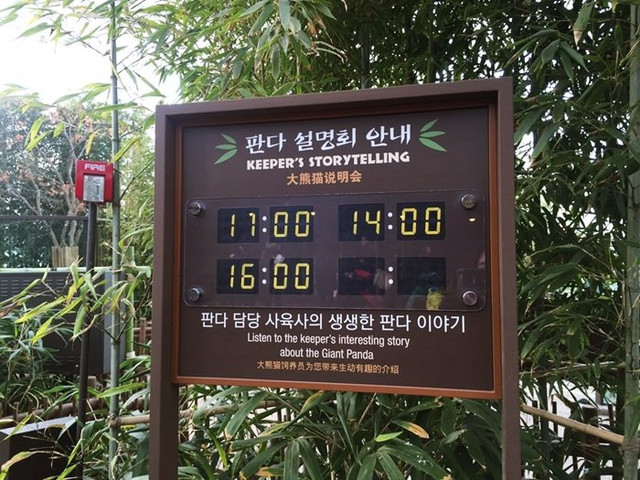 판다 설명회 안내
KEEPER'S STORYTELLING
大熊猫说明会
FIRE
11:00 14:00
16:00 :
판다 담당 사육사의 생생한 판다 이야기
Listen to the keeper's interesting story
about the Giant Panda
大熊猫饲养员为您带来生动有趣的介绍